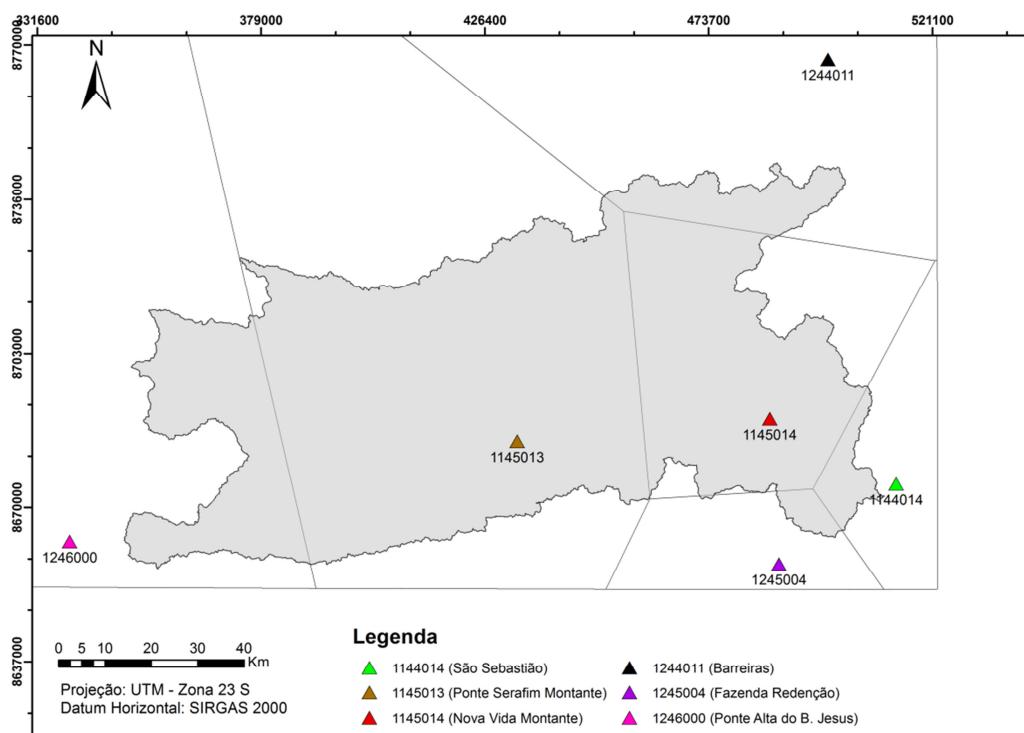 331600 379000 426400 473700 521100
8770000
N
1244011
8736000
8703000
1145014
1145013
1144014
8670000
1246000
1245004
8637000
Legenda
0 5 10 20 30 40
Km
1144014 (São Sebastião)
1244011 (Barreiras)
1145013 (Ponte Serafim Montante)
1245004 (Fazenda Redenção)
1145014 (Nova Vida Montante)
1246000 (Ponte Alta do B. Jesus)
Projeção: UTM - Zona 23 S
Datum Horizontal: SIRGAS 2000